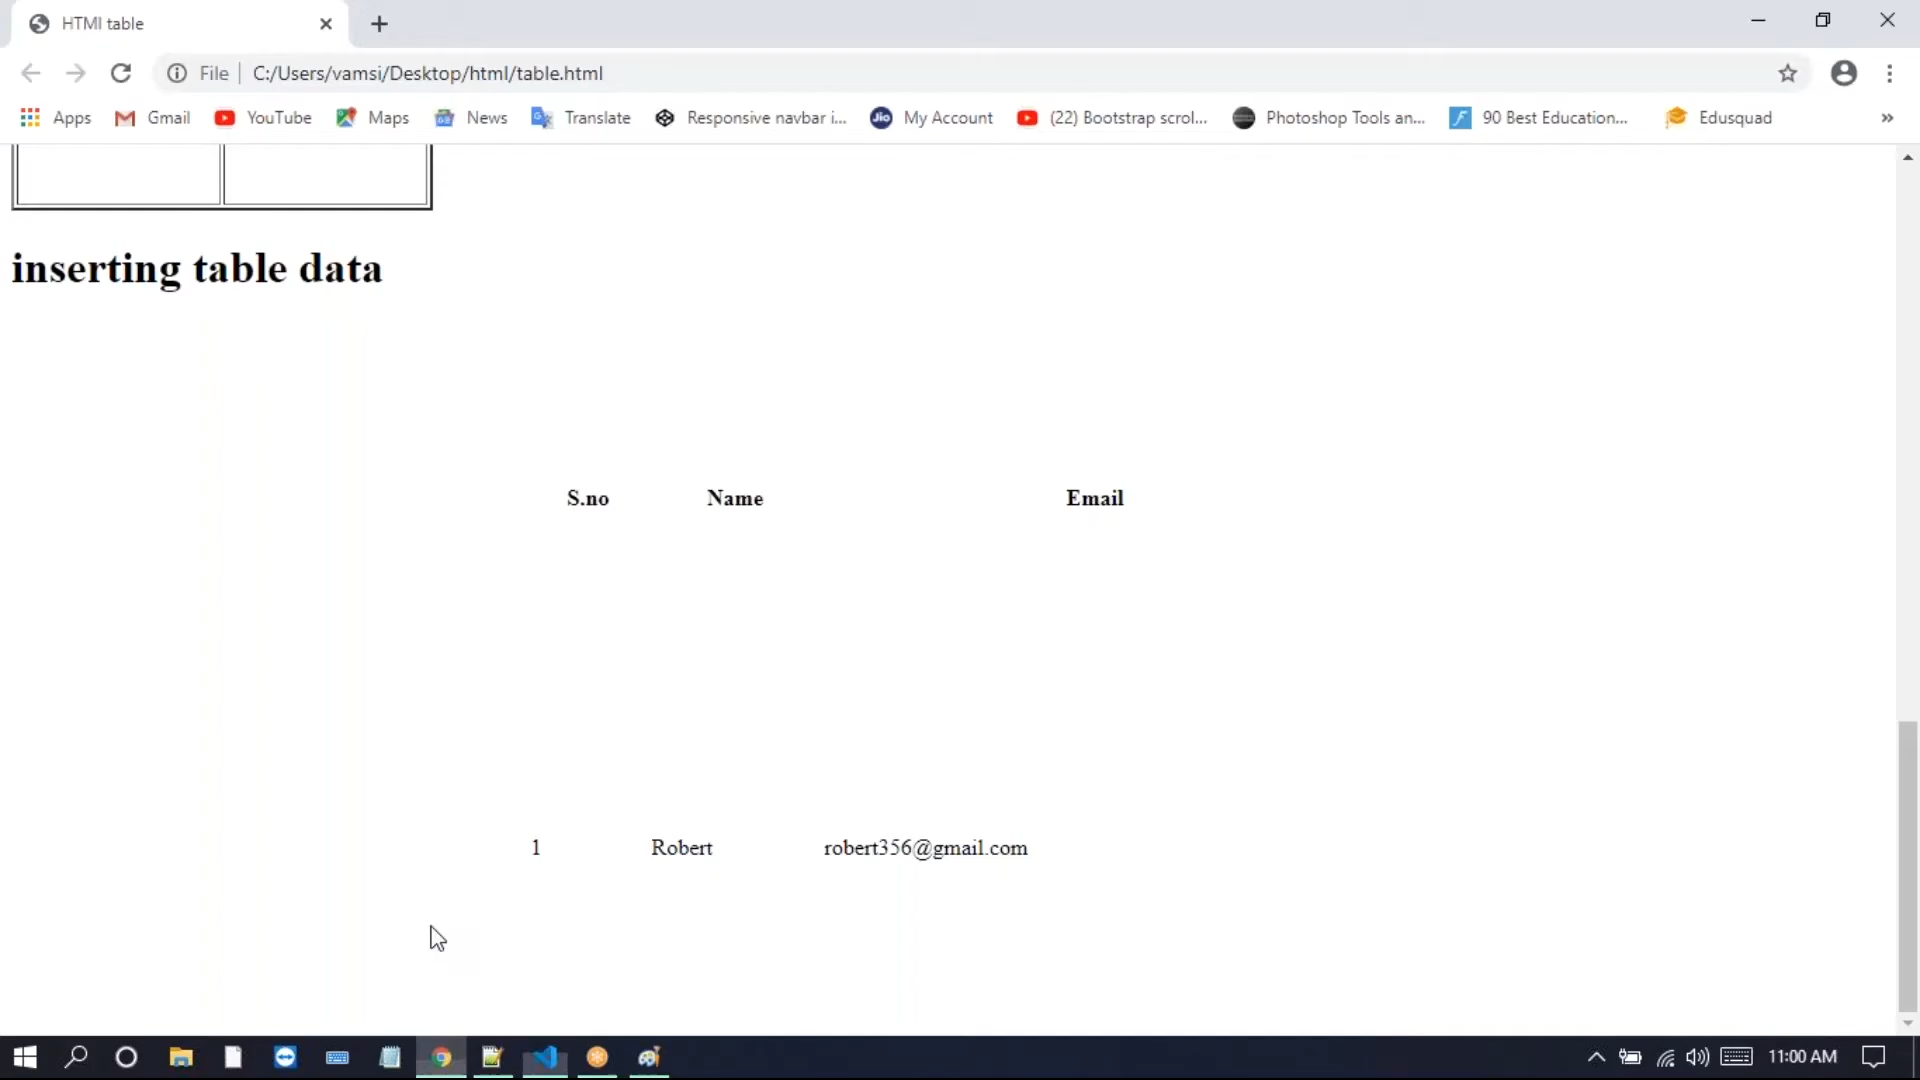 HTMl table
File C:/Users/vamsi/Desktop/html/table.html
Apps Gmail YouTube Maps News Translate Responsive navbar i... My Account (22) Bootstrap scrol... Photoshop Tools an... 90 Best Education... Edusquad »
inserting table data
S.no Name Email
1 Robert robert356@gmail.com
11:00 AM